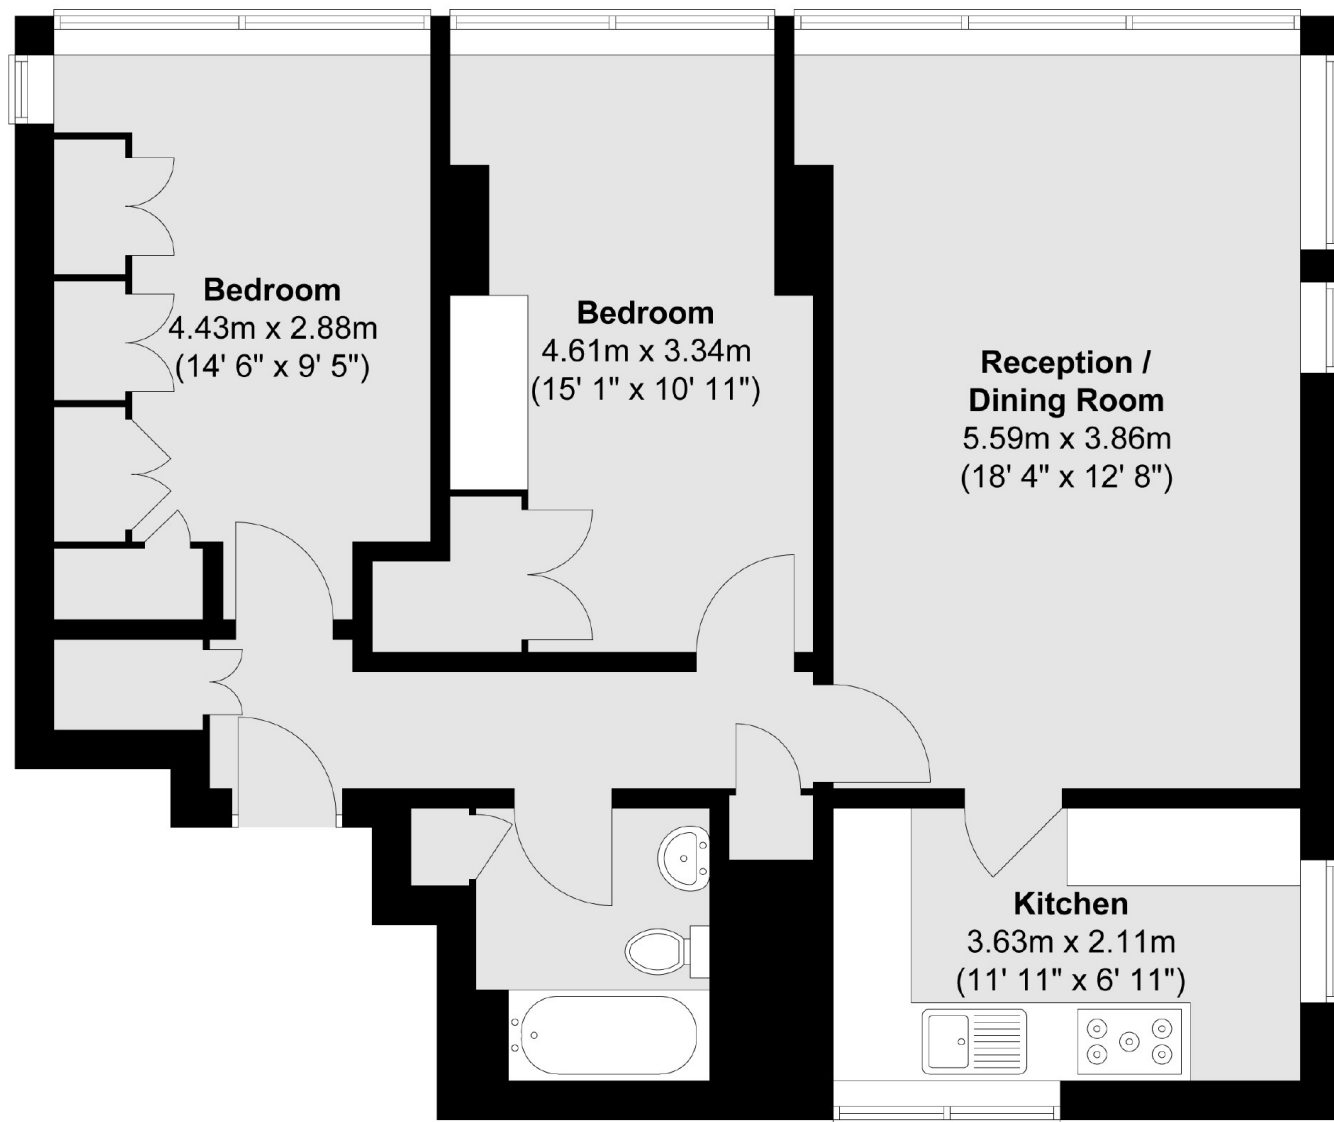 Bedroom
4.43m x 2.88m
(14' 6" x 9' 5")
Bedroom
4.61m x 3.34m
(15' 1" x 10' 11")
Reception /
Dining Room
5.59m x 3.86m
(18' 4" x 12' 8")
Kitchen
3.63m x 2.11m
(11' 11" x 6' 11")